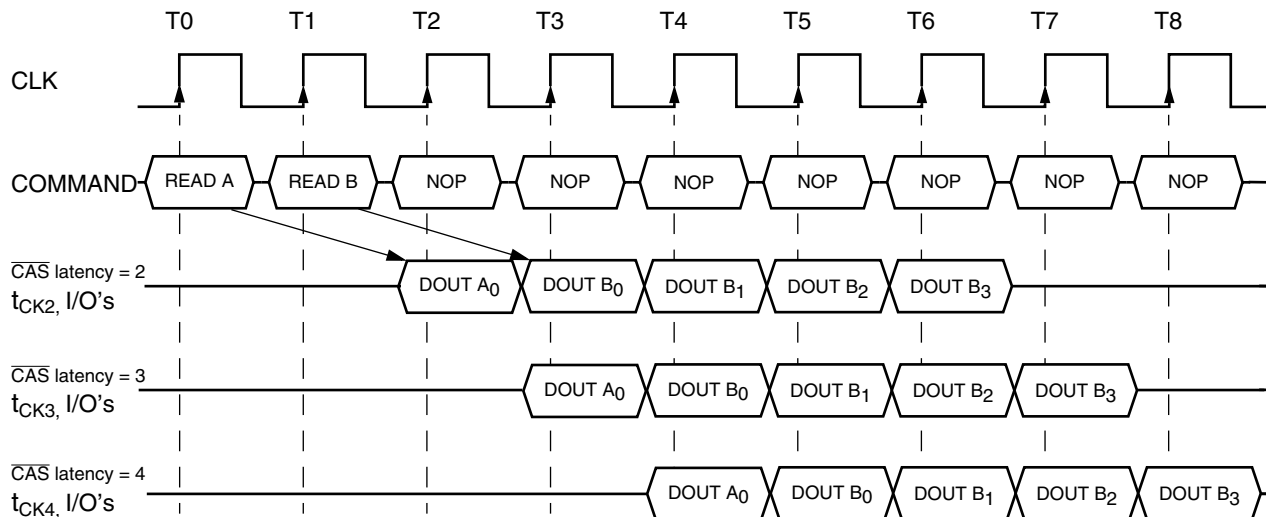 T0 T1 T2 T3 T4 T5 T6 T7 T8
CLK
COMMAND READ A READ B NOP NOP NOP NOP NOP NOP NOP
CAS latency = 2
tCK2, I/O's DOUT A0 DOUT B0 DOUT B1 DOUT B2 DOUT B3
CAS latency = 3
tCK3, I/O's DOUT A0 DOUT B0 DOUT B1 DOUT B2 DOUT B3
CAS latency = 4
tCK4, I/O's DOUT A0 DOUT B0 DOUT B1 DOUT B2 DOUT B3